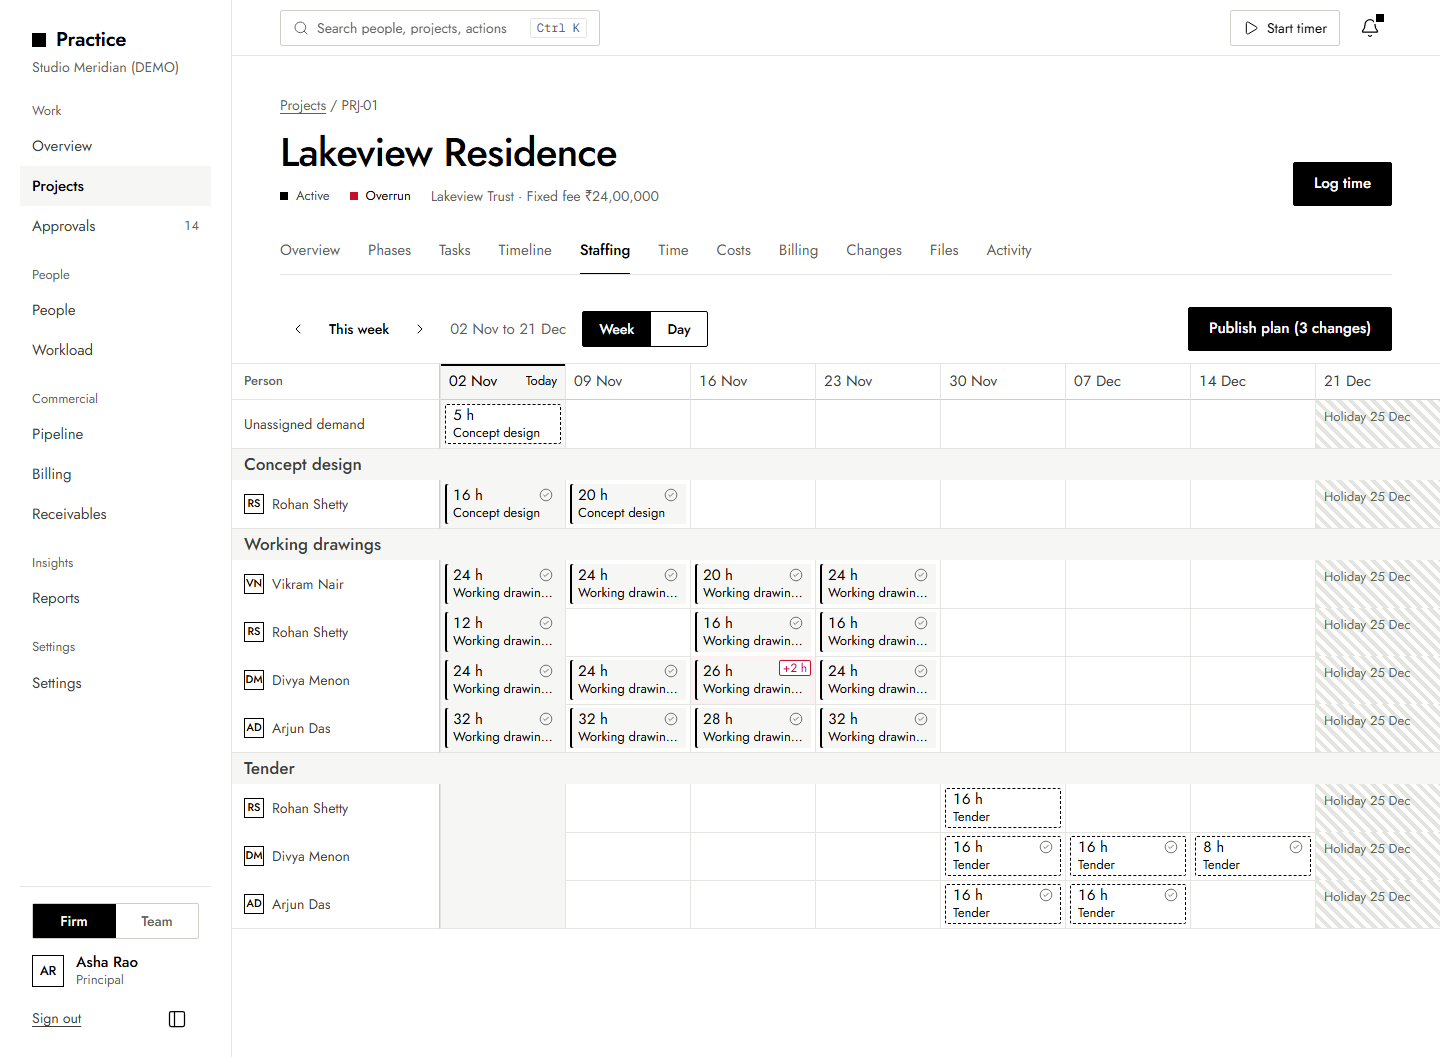 Practice
Studio Meridian (DEMO)
Work
Overview
Projects
Approvals 14
People
People
Workload
Commercial
Pipeline
Billing
Receivables
Insights
Reports
Settings
Settings
Firm Team
AR
Asha Rao
Principal
Sign out
Search people, projects, actions Ctrl K
Start timer
Projects / PRJ-01
Lakeview Residence
Active Overrun Lakeview Trust · Fixed fee ₹24,00,000
Log time
Overview Phases Tasks Timeline Staffing Time Costs Billing Changes Files Activity
This week 02 Nov to 21 Dec Week Day
Publish plan (3 changes)
Person 02 Nov Today 09 Nov 16 Nov 23 Nov 30 Nov 07 Dec 14 Dec 21 Dec
Unassigned demand
5 h
Concept design
Holiday 25 Dec
Concept design
RS Rohan Shetty
16 h
Concept design
20 h
Concept design
Holiday 25 Dec
Working drawings
VN Vikram Nair
24 h
Working drawin...
24 h
Working drawin...
20 h
Working drawin...
24 h
Working drawin...
Holiday 25 Dec
RS Rohan Shetty
12 h
Working drawin...
16 h
Working drawin...
16 h
Working drawin...
Holiday 25 Dec
DM Divya Menon
24 h
Working drawin...
24 h
Working drawin...
26 h +2 h
Working drawin...
24 h
Working drawin...
Holiday 25 Dec
AD Arjun Das
32 h
Working drawin...
32 h
Working drawin...
28 h
Working drawin...
32 h
Working drawin...
Holiday 25 Dec
Tender
RS Rohan Shetty
16 h
Tender
Holiday 25 Dec
DM Divya Menon
16 h
Tender
16 h
Tender
8 h
Tender
Holiday 25 Dec
AD Arjun Das
16 h
Tender
16 h
Tender
Holiday 25 Dec